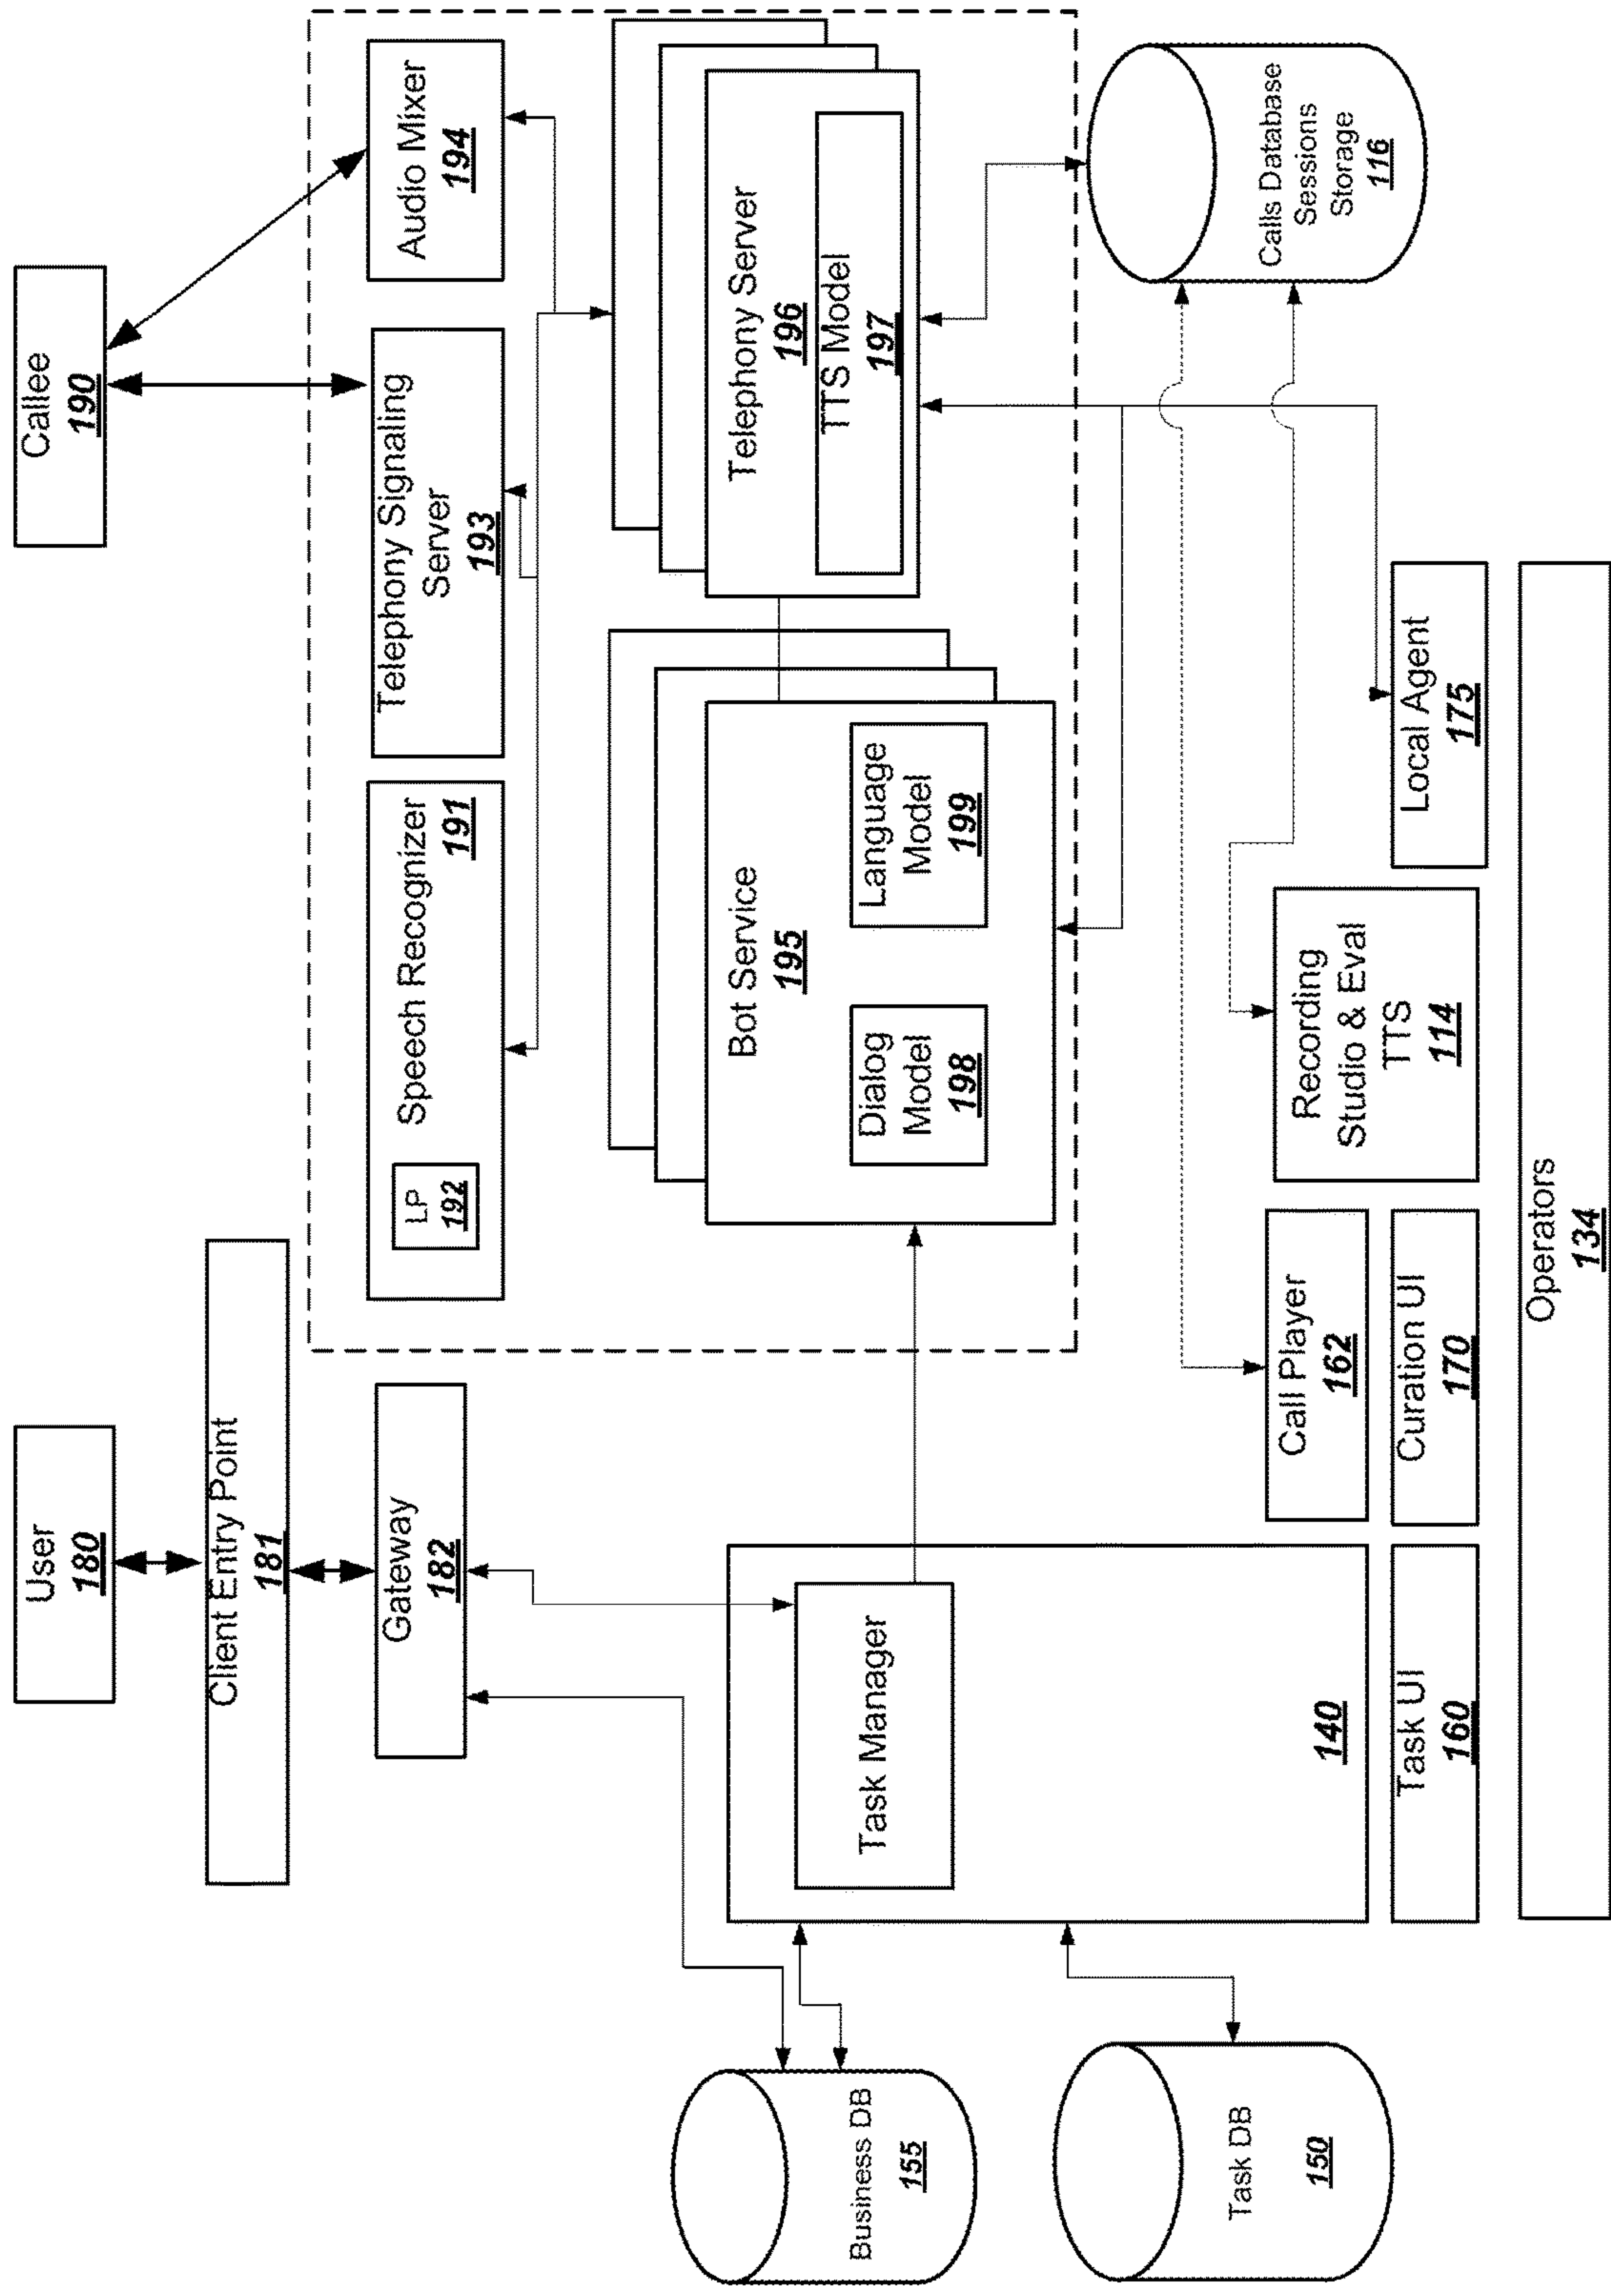 User
180
Callee
190
Client Entry Point
181
Gateway
182
LP
192
Speech Recognizer
191
Telephony Signaling
Server
193
Audio Mixer
194
Business DB
155
Task DB
150
Task Manager
140
Bot Service
195
Dialog
Model
198
Language
Model
199
Telephony Server
196
TTS Model
197
Calls Database
Sessions
Storage
116
Call Player
162
Recording
Studio & Eval
TTS
114
Task UI
160
Curation UI
170
Local Agent
175
Operators
134